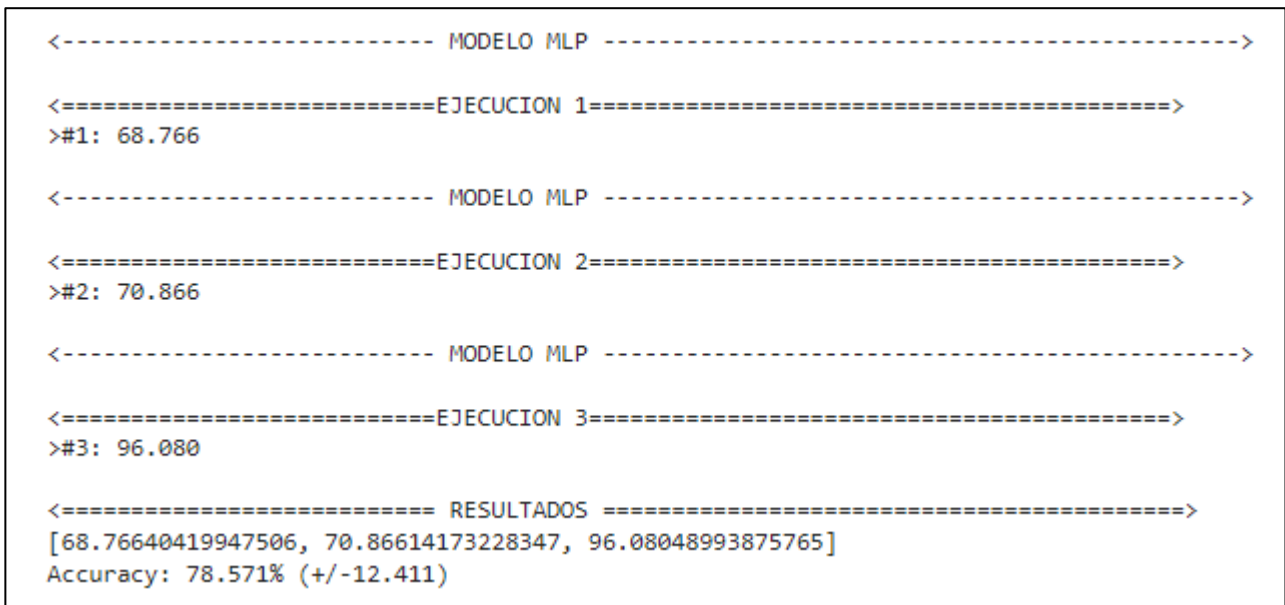 <--------------------------- MODELO MLP ---------------------------------------------->
<===========================EJECUCION 1==========================================>
>#1: 68.766
<--------------------------- MODELO MLP ---------------------------------------------->
<===========================EJECUCION 2==========================================>
>#2: 70.866
<--------------------------- MODELO MLP ---------------------------------------------->
<===========================EJECUCION 3==========================================>
>#3: 96.080
<=========================== RESULTADOS ==========================================>
[68.76640419947506, 70.86614173228347, 96.08048993875765]
Accuracy: 78.571% (+/-12.411)